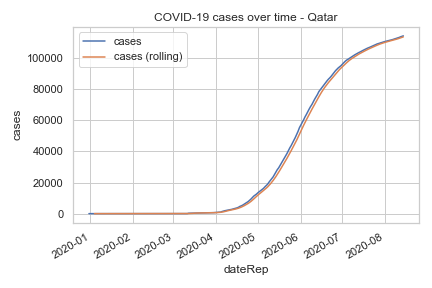 COVID-19 cases over time - Qatar
cases
cases (rolling)
cases
100000
80000
60000
40000
20000
0
2020-01
2020-02
2020-03
2020-04
2020-05
2020-06
2020-07
2020-08
dateRep